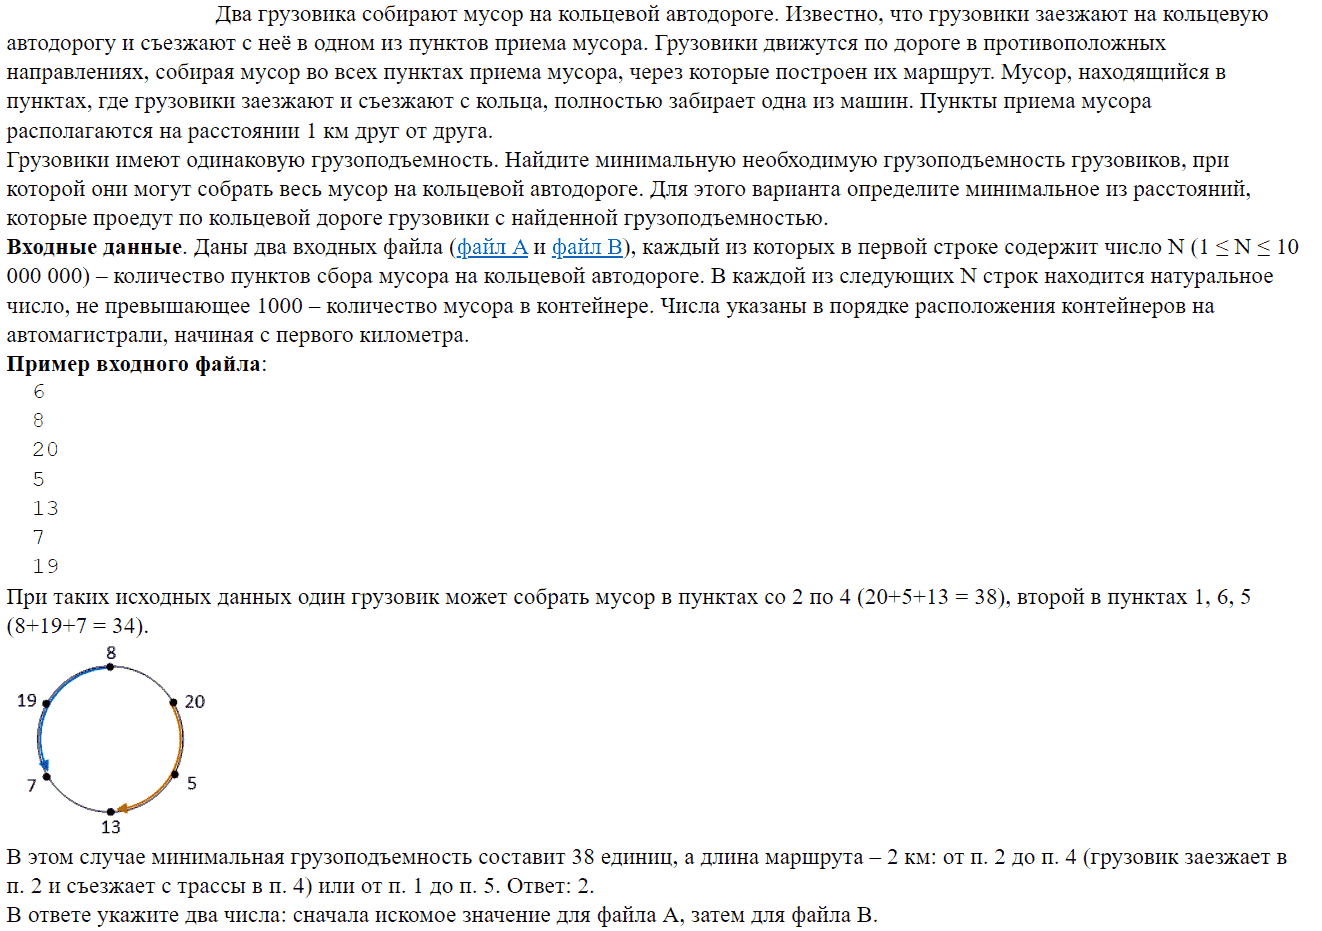 Два грузовика собирают мусор на кольцевой автодороге. Известно, что грузовики заезжают на кольцевую
автодорогу и съезжают с неё в одном из пунктов приема мусора. Грузовики движутся по дороге в противоположных
направлениях, собирая мусор во всех пунктах приема мусора, через которые построен их маршрут. Мусор, находящийся в
пунктах, где грузовики заезжают и съезжают с кольца, полностью забирает одна из машин. Пункты приема мусора
располагаются на расстоянии 1 км друг от друга.
Грузовики имеют одинаковую грузоподъемность. Найдите минимальную необходимую грузоподъемность грузовиков, при
которой они могут собрать весь мусор на кольцевой автодороге. Для этого варианта определите минимальное из расстояний,
которые проедут по кольцевой дороге грузовики с найденной грузоподъемностью.
Входные данные. Даны два входных файла (файл A и файл B), каждый из которых в первой строке содержит число N (1 ≤ N ≤ 10
000 000) – количество пунктов сбора мусора на кольцевой автодороге. В каждой из следующих N строк находится натуральное
число, не превышающее 1000 – количество мусора в контейнере. Числа указаны в порядке расположения контейнеров на
автомагистрали, начиная с первого километра.
Пример входного файла:
6
8
20
5
13
7
19
При таких исходных данных один грузовик может собрать мусор в пунктах со 2 по 4 (20+5+13 = 38), второй в пунктах 1, 6, 5
(8+19+7 = 34).
8
19
20
7
5
13
В этом случае минимальная грузоподъемность составит 38 единиц, а длина маршрута – 2 км: от п. 2 до п. 4 (грузовик заезжает в
п. 2 и съезжает с трассы в п. 4) или от п. 1 до п. 5. Ответ: 2.
В ответе укажите два числа: сначала искомое значение для файла А, затем для файла B.